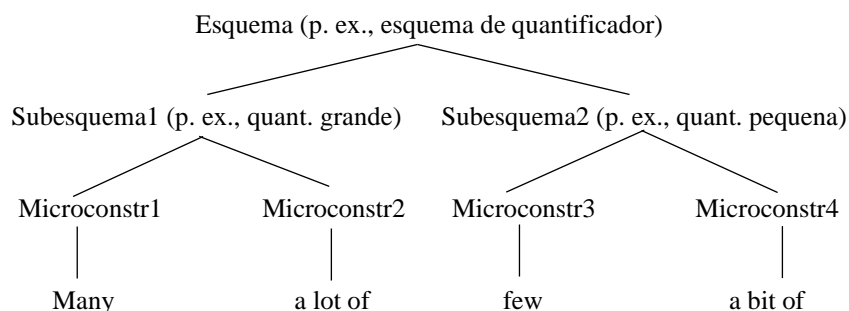 Esquema (p. ex., esquema de quantificador)
Subesquema1 (p. ex., quant. grande) Subesquema2 (p. ex., quant. pequena)
Microconstr1 Microconstr2 Microconstr3 Microconstr4
Many a lot of few a bit of